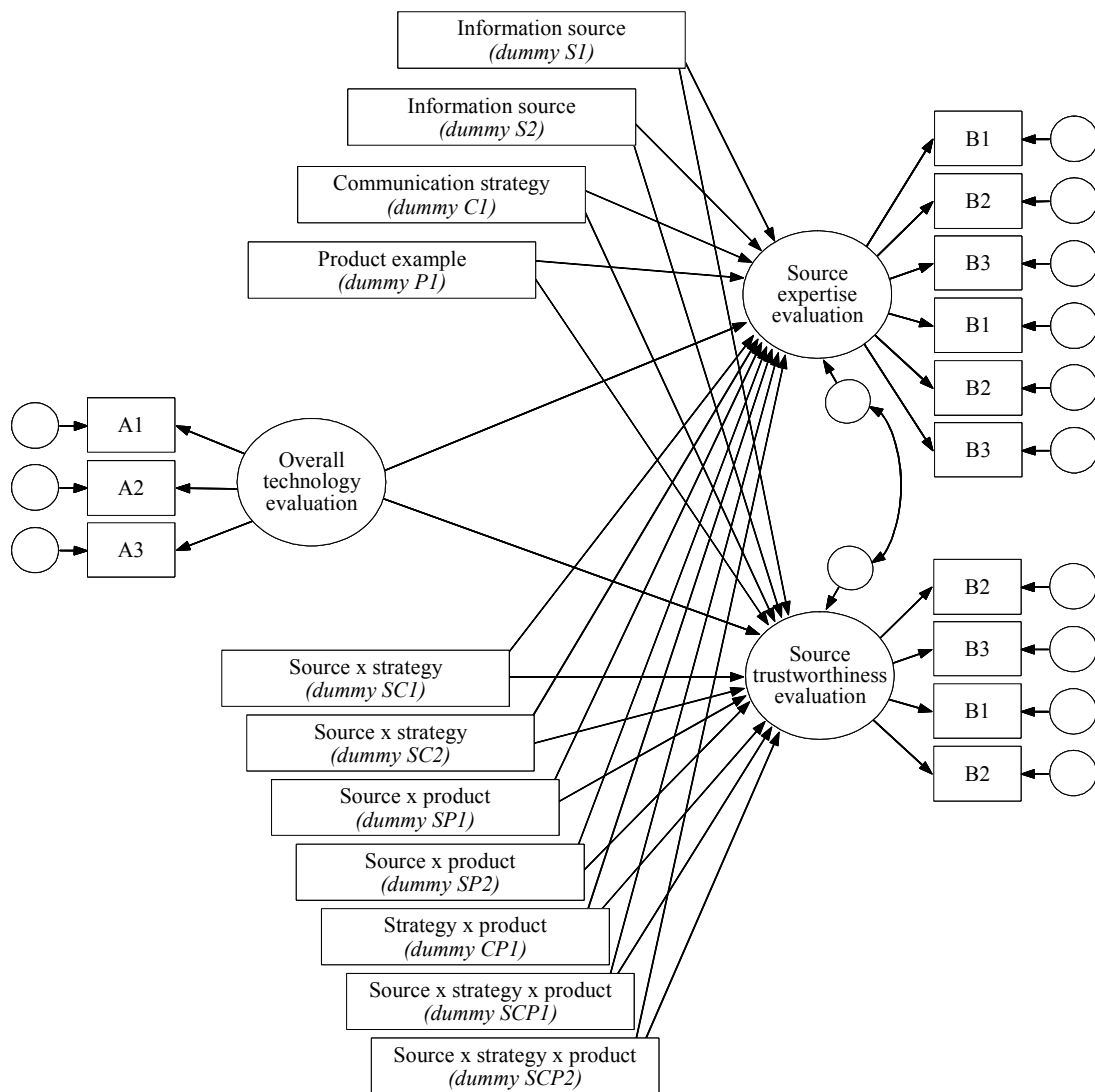 Information source
(dummy S1)
Information source
(dummy S2)
Communication strategy
(dummy C1)
Product example
(dummy P1)
Source
expertise
evaluation
B1
B2
B3
B1
B2
B3
A1
A2
A3
Overall
technology
evaluation
Source
trustworthiness
evaluation
B2
B3
B1
B2
Source x strategy
(dummy SC1)
Source x strategy
(dummy SC2)
Source x product
(dummy SP1)
Source x product
(dummy SP2)
Strategy x product
(dummy CP1)
Source x strategy x product
(dummy SCP1)
Source x strategy x product
(dummy SCP2)